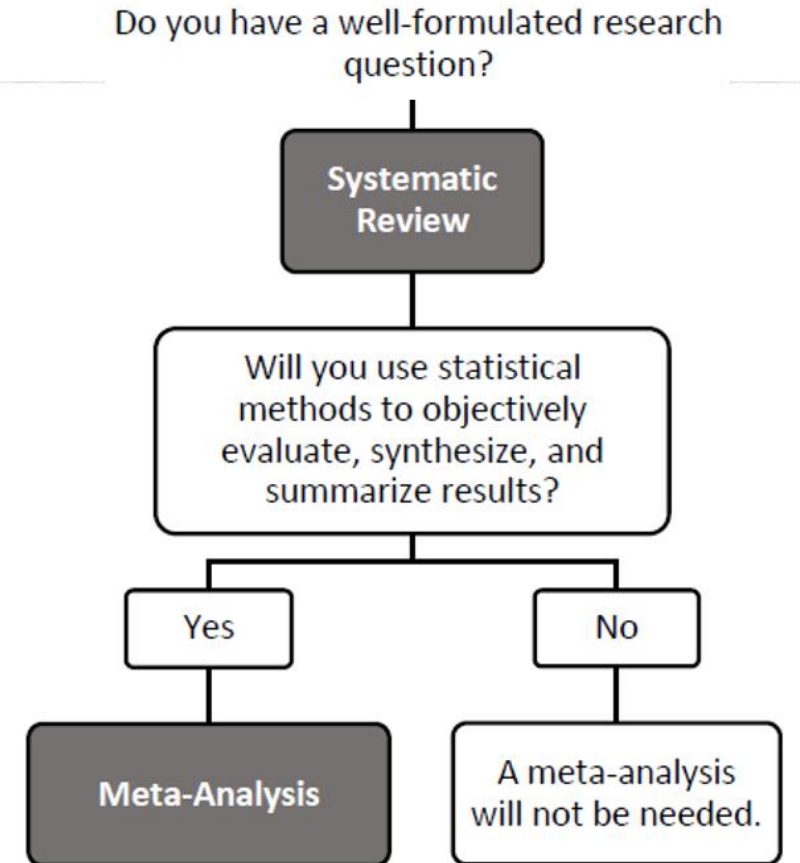 Do you have a well-formulated research
question?
Systematic
Review
Will you use statistical
methods to objectively
evaluate, synthesize, and
summarize results?
Yes
No
Meta-Analysis
A meta-analysis
will not be needed.